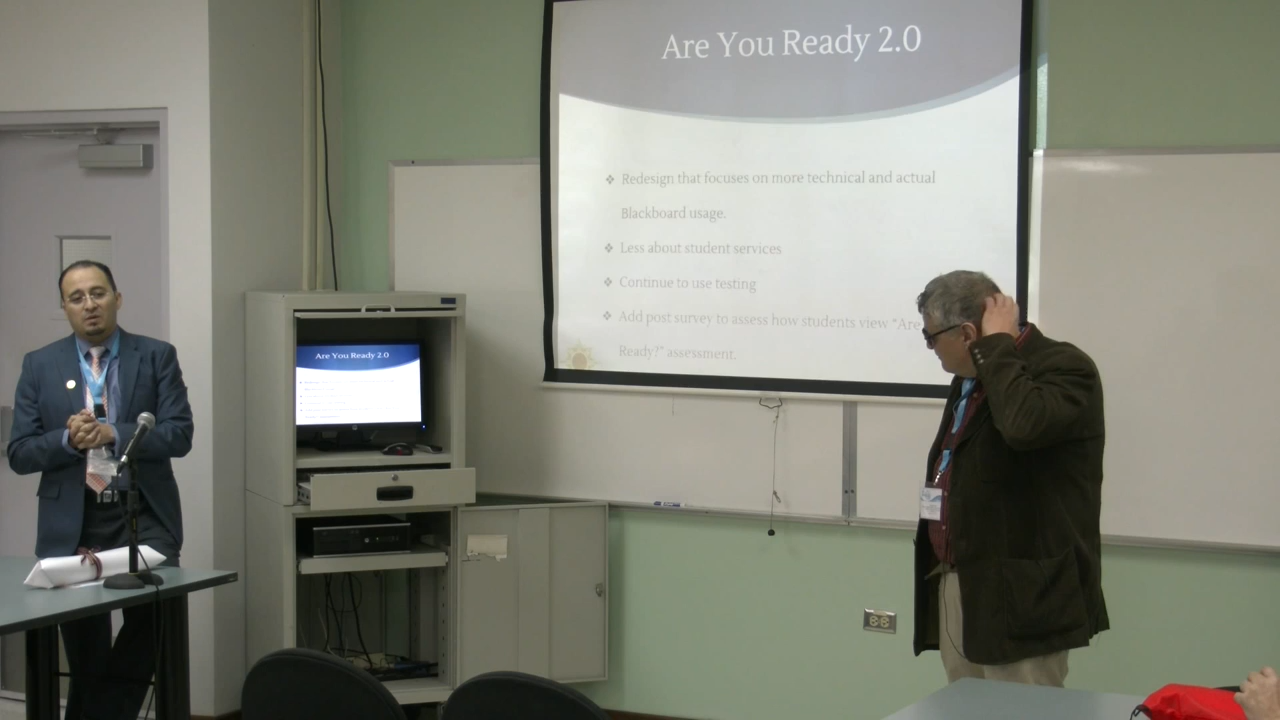 Are You Ready 2.0
❖ Redesign that focuses on more technical and actual
Blackboard usage.
❖ Less about student services
❖ Continue to use testing
❖ Add post survey to assess how students view “Are
Ready?” assessment.
Are You Ready 2.0